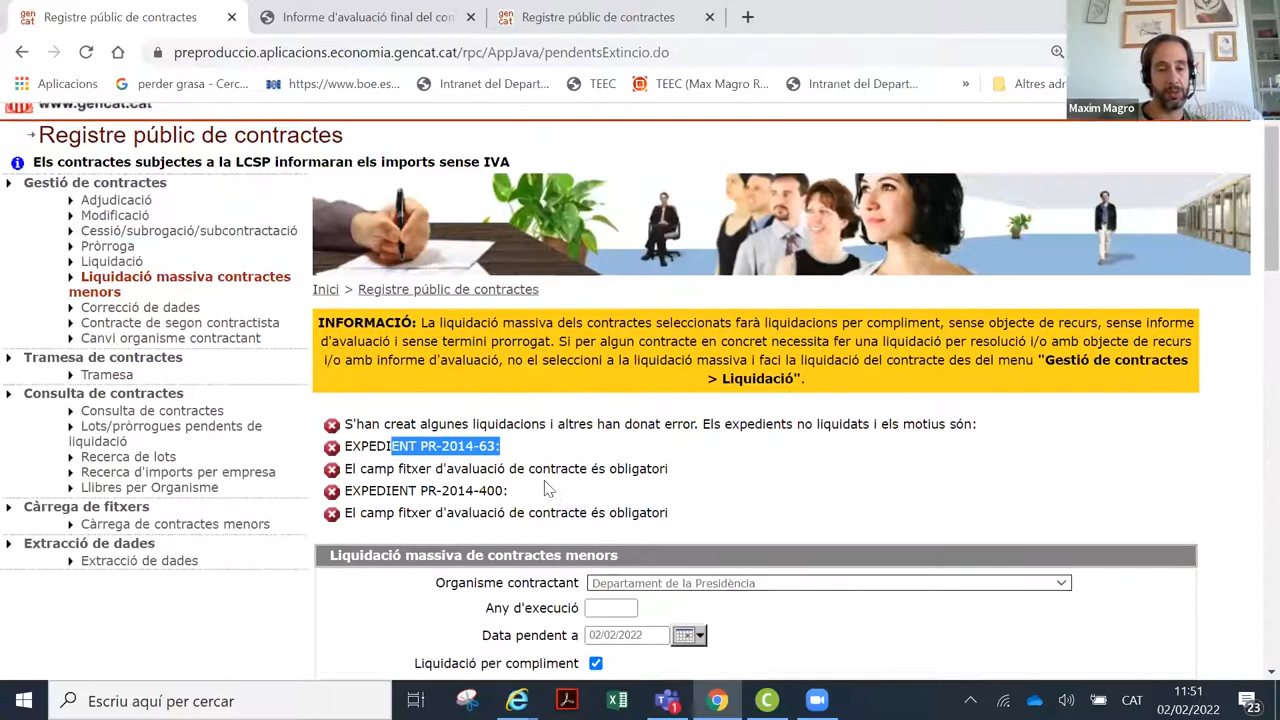 Registre públic de contractes
Informe d'avaluació final del con
Registre públic de contractes
preproduccio.aplicacions.economia.gencat.cat/rpc/AppJava/pendentsExtincio.do
Aplicacions
perder grasa - Cerc...
https://www.boe.es...
Intranet del Depart...
TEEC
TEEC (Max Magro R...
Intranet del Depart...
»
Altres adr
Maxim Magro
www.gencat.cat
Registre públic de contractes
Els contractes subjectes a la LCSP informaran els imports sense IVA
Gestió de contractes
Adjudicació
Modificació
Cessió/subrogació/subcontractació
Pròrroga
Liquidació
Liquidació massiva contractes
menors
Correcció de dades
Contracte de segon contractista
Canvi organisme contractant
Tramesa de contractes
Tramesa
Consulta de contractes
Consulta de contractes
Lots/pròrrogues pendents de
liquidació
Recerca de lots
Recerca d'imports per empresa
Llibres per Organisme
Càrrega de fitxers
Càrrega de contractes menors
Extracció de dades
Extracció de dades
Inici > Registre públic de contractes
INFORMACIÓ: La liquidació massiva dels contractes seleccionats farà liquidacions per compliment, sense objecte de recurs, sense informe
d'avaluació i sense termini prorrogat. Si per algun contracte en concret necessita fer una liquidació per resolució i/o amb objecte de recurs
i/o amb informe d'avaluació, no el seleccioni a la liquidació massiva i faci la liquidació del contracte des del menu "Gestió de contractes
> Liquidació".
S'han creat algunes liquidacions i altres han donat error. Els expedients no liquidats i els motius són:
EXPEDIENT PR-2014-63:
El camp fitxer d'avaluació de contracte és obligatori
EXPEDIENT PR-2014-400:
El camp fitxer d'avaluació de contracte és obligatori
Liquidació massiva de contractes menors
Organisme contractant Departament de la Presidència
Any d'execució
Data pendent a 02/02/2022
Liquidació per compliment
Escriu aquí per cercar
CAT
11:51
02/02/2022
23